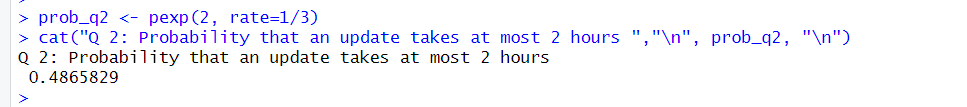 > prob_q2 <- pexp(2, rate=1/3)
> cat("Q 2: Probability that an update takes at most 2 hours ","\n", prob_q2, "\n")
Q 2: Probability that an update takes at most 2 hours
 0.4865829
>